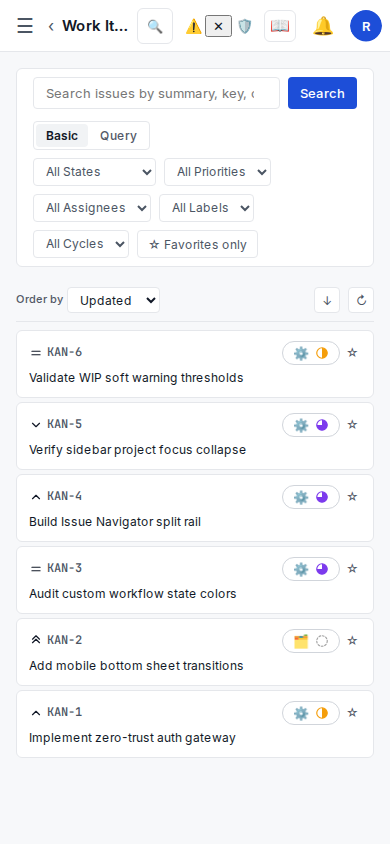 Work It...
R
Search issues by summary, key, c
Search
Basic Query
All States All Priorities
All Assignees All Labels
All Cycles ☆ Favorites only
Order by Updated
KAN-6
Validate WIP soft warning thresholds
KAN-5
Verify sidebar project focus collapse
KAN-4
Build Issue Navigator split rail
KAN-3
Audit custom workflow state colors
KAN-2
Add mobile bottom sheet transitions
KAN-1
Implement zero-trust auth gateway